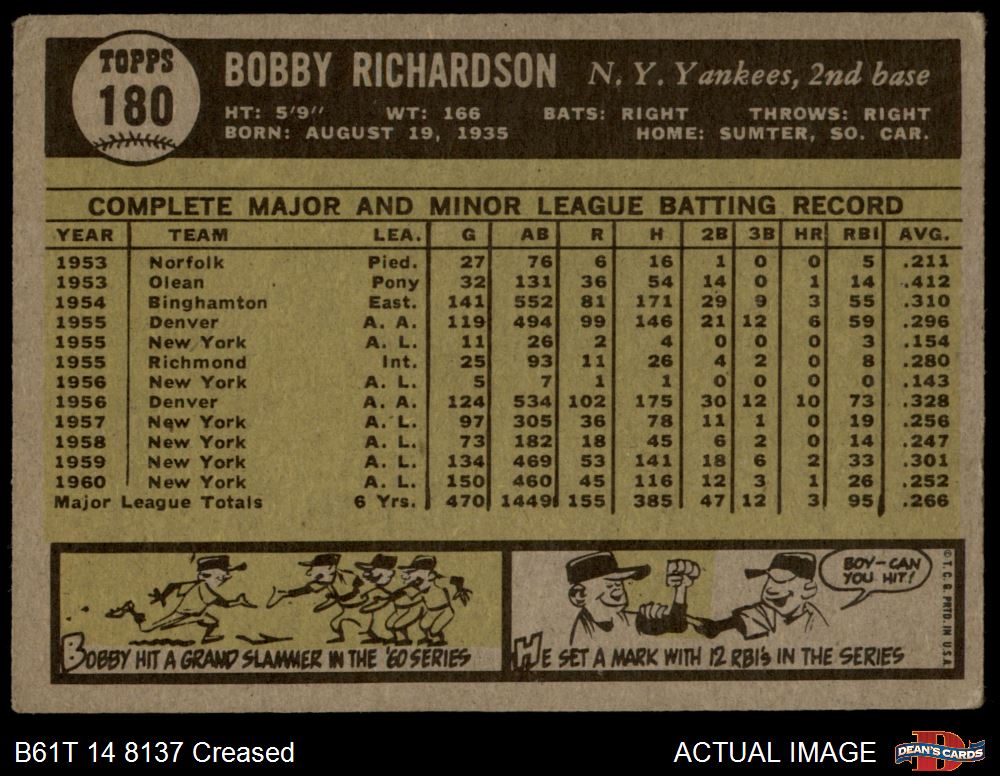 TOPPS
180
BOBBY RICHARDSON N. Y. Yankees, 2nd base
HT: 5'9" WT: 166 BATS: RIGHT THROWS: RIGHT
BORN: AUGUST 19, 1935 HOME: SUMTER, SO. CAR.
COMPLETE MAJOR AND MINOR LEAGUE BATTING RECORD
YEAR TEAM LEA. G AB R H 2B 3B HR RBI AVG.
1953 Norfolk Pied. 27 76 6 16 1 0 0 5 .211
1953 Olean Pony 32 131 36 54 14 0 1 14 .412
1954 Binghamton East. 141 552 81 171 29 9 3 55 .310
1955 Denver A. A. 119 494 99 146 21 12 6 59 .296
1955 New York A. L. 11 26 2 4 0 0 0 3 .154
1955 Richmond Int. 25 93 11 26 4 2 0 8 .280
1956 New York A. L. 5 7 1 1 0 0 0 0 .143
1956 Denver A. A. 124 534 102 175 30 12 10 73 .328
1957 New York A. L. 97 305 36 78 11 1 0 19 .256
1958 New York A. L. 73 182 18 45 6 2 0 14 .247
1959 New York A. L. 134 469 53 141 18 6 2 33 .301
1960 New York A. L. 150 460 45 116 12 3 1 26 .252
Major League Totals 6 Yrs. 470 1449 155 385 47 12 3 95 .266
BOBBY HIT A GRAND SLAMMER IN THE '60 SERIES
BOY-CAN
YOU HIT!
HE SET A MARK WITH 12 RBI's IN THE SERIES
© T. C. G. PRTD. IN U.S.A.
B61T 14 8137 Creased
ACTUAL IMAGE
DEAN'S CARDS